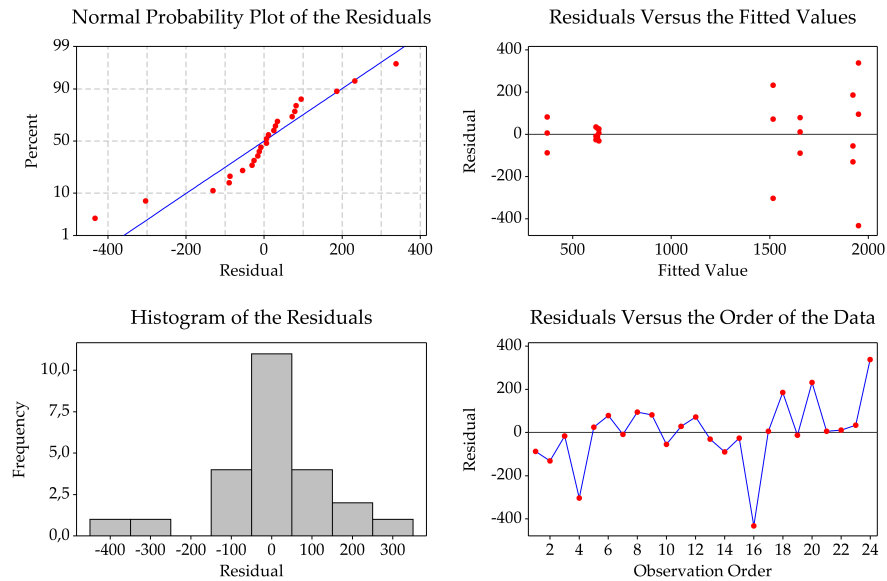 Normal Probability Plot of the Residuals
99
90
50
10
1
Percent
-400 -200 0 200 400
Residual
Residuals Versus the Fitted Values
400
200
0
-200
-400
Residual
500 1000 1500 2000
Fitted Value
Histogram of the Residuals
10,0
7,5
5,0
2,5
0,0
Frequency
-400 -300 -200 -100 0 100 200 300
Residual
Residuals Versus the Order of the Data
400
200
0
-200
-400
Residual
2 4 6 8 10 12 14 16 18 20 22 24
Observation Order